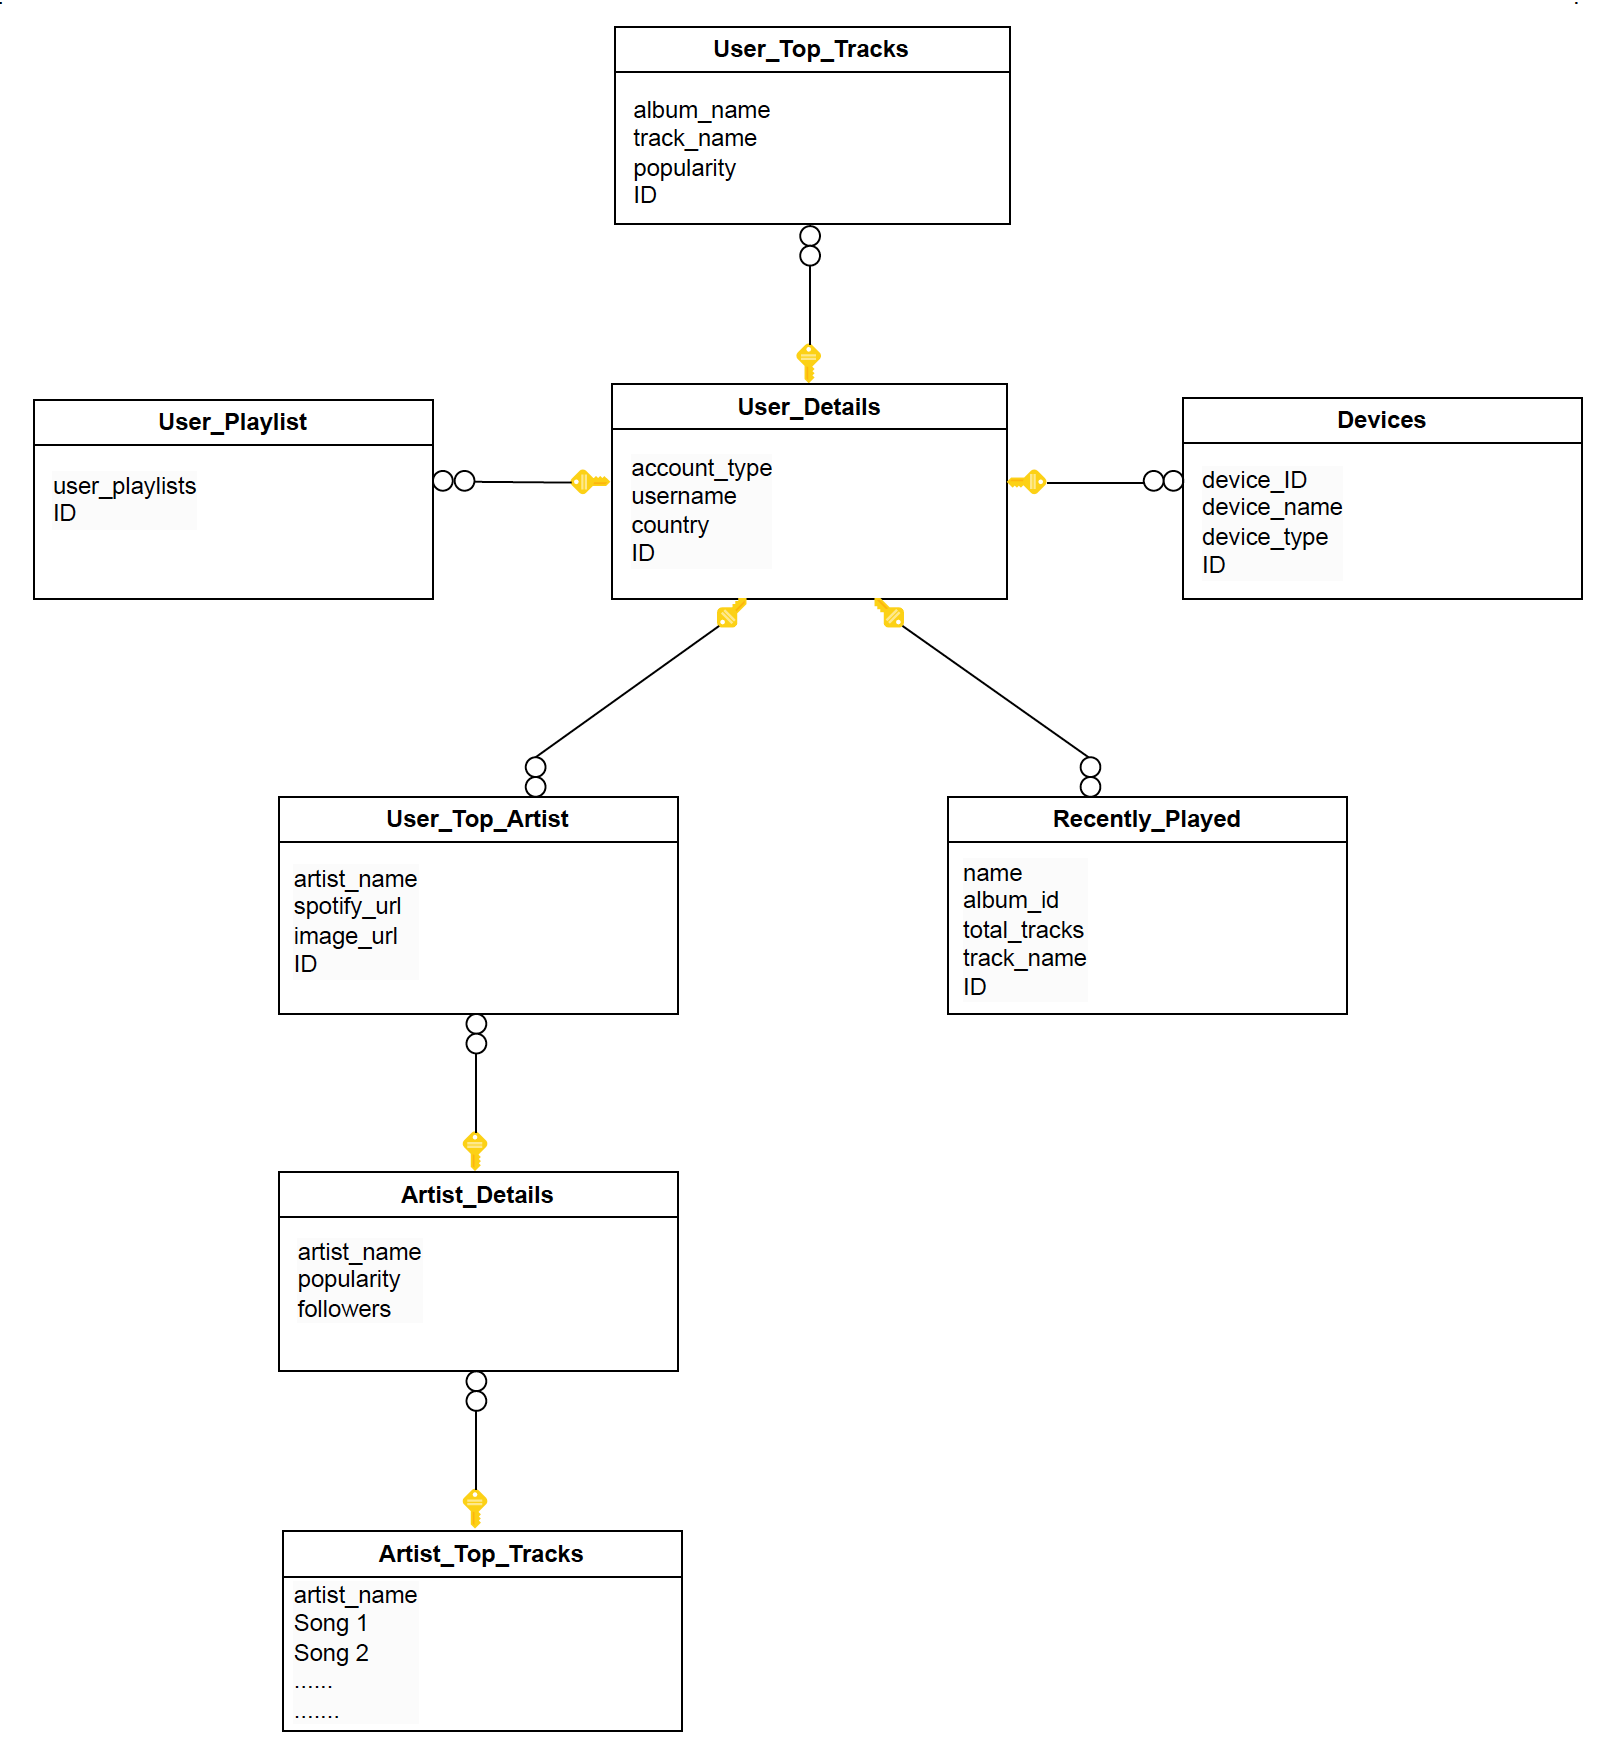 User_Top_Tracks
album_name
track_name
popularity
ID
User_Playlist
user_playlists
ID
User_Details
account_type
username
country
ID
Devices
device_ID
device_name
device_type
ID
User_Top_Artist
artist_name
spotify_url
image_url
ID
Recently_Played
name
album_id
total_tracks
track_name
ID
Artist_Details
artist_name
popularity
followers
Artist_Top_Tracks
artist_name
Song 1
Song 2
......
.......